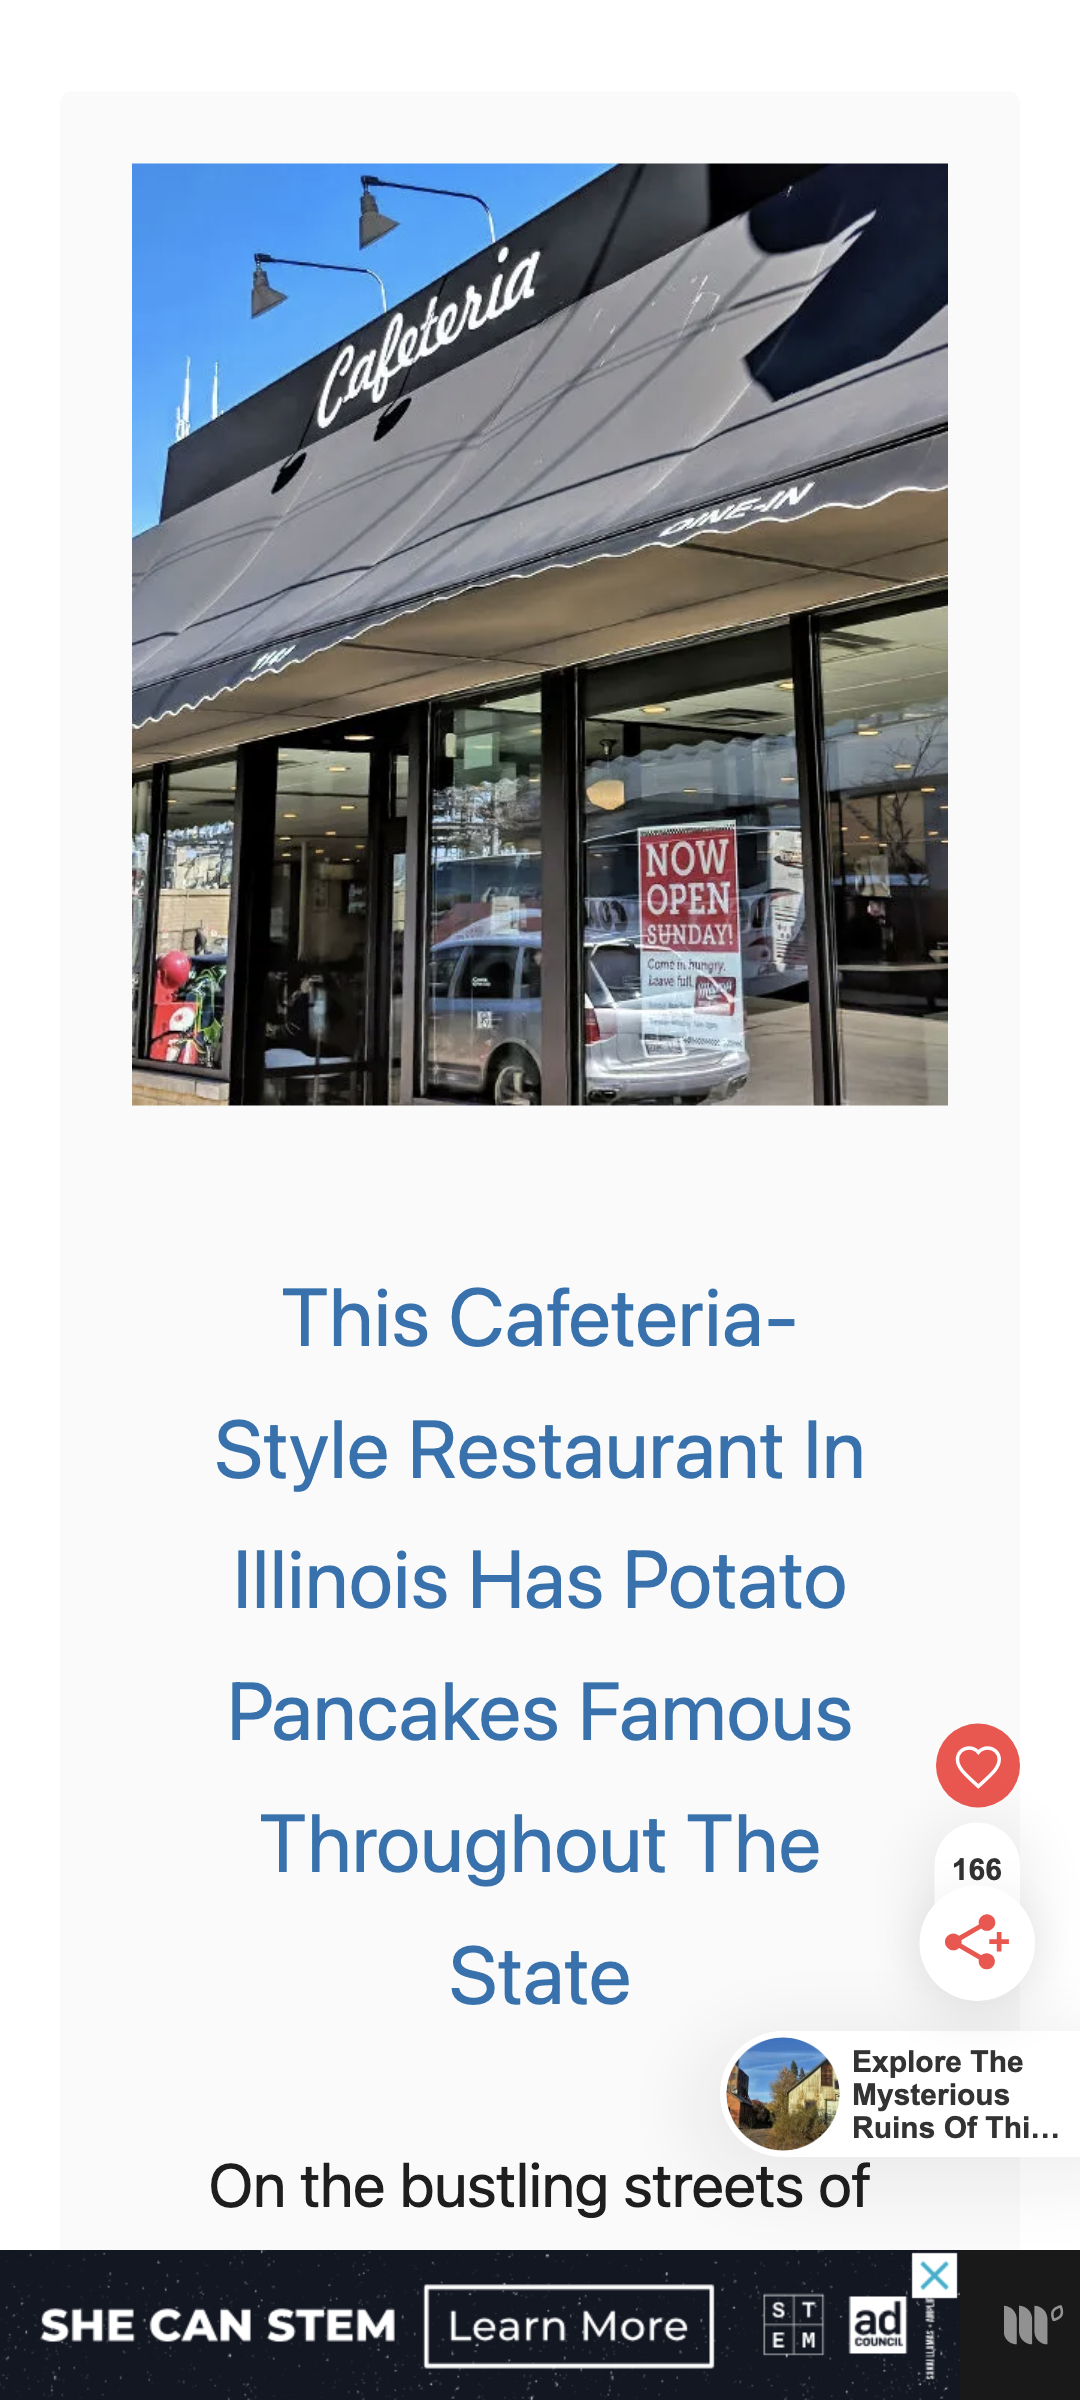 Cafeteria
DINE-IN
1141
NOW
OPEN
SUNDAY!
Come in hungry.
Leave full.
This Cafeteria-
Style Restaurant In
Illinois Has Potato
Pancakes Famous
Throughout The
State
166
Explore The
Mysterious
Ruins Of Thi...
On the bustling streets of
SHE CAN STEM
Learn More
S T
E M
ad
COUNCIL